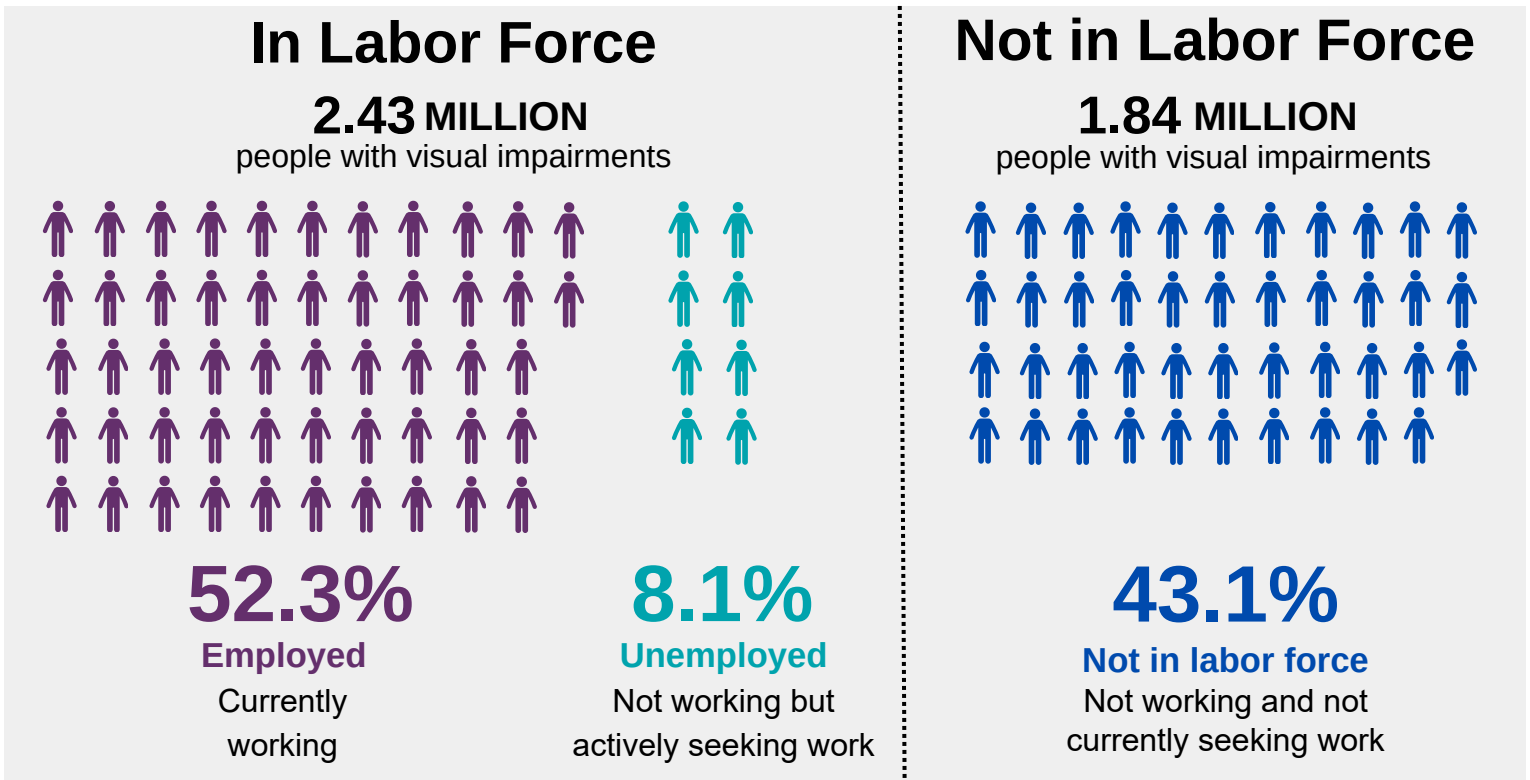 In Labor Force
2.43 MILLION
people with visual impairments
52.3%
Employed
Currently
working
8.1%
Unemployed
Not working but
actively seeking work
Not in Labor Force
1.84 MILLION
people with visual impairments
43.1%
Not in labor force
Not working and not
currently seeking work